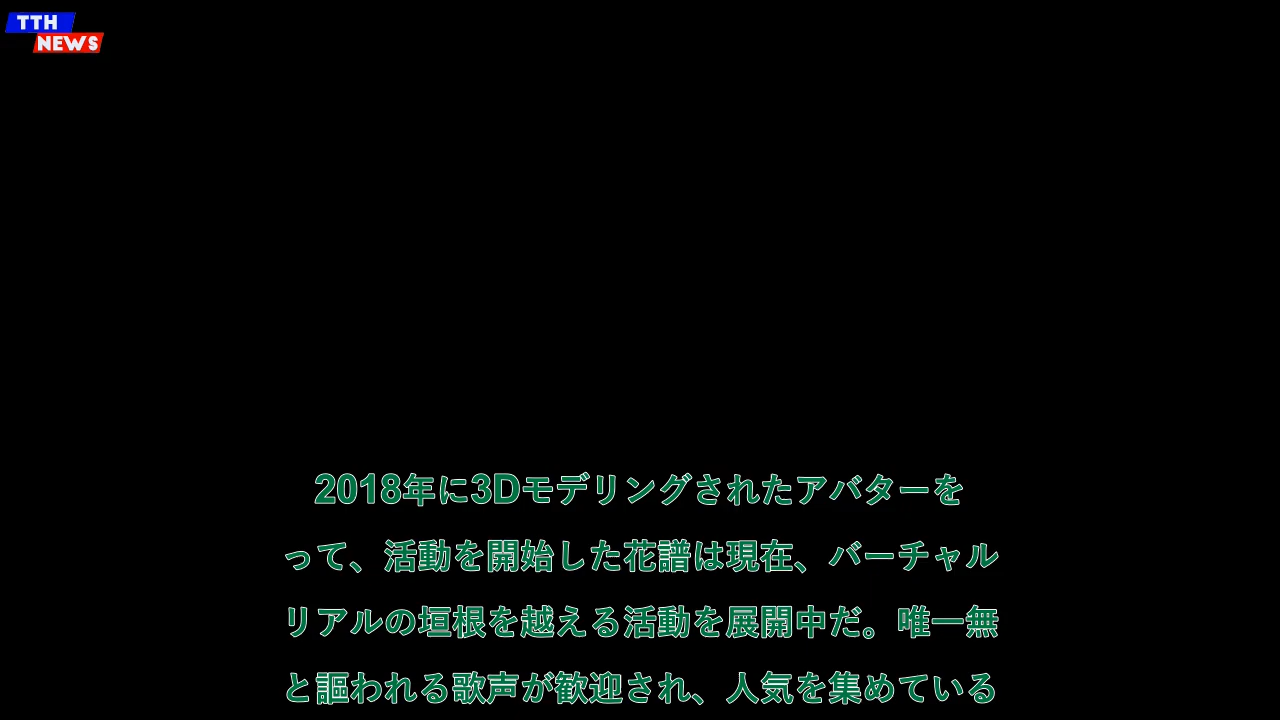 TTH
NEWS
2018年に3Dモデリングされたアバターを
って、活動を開始した花譜は現在、バーチャル
リアルの垣根を越える活動を展開中だ。唯一無
と謳われる歌声が歓迎され、人気を集めている